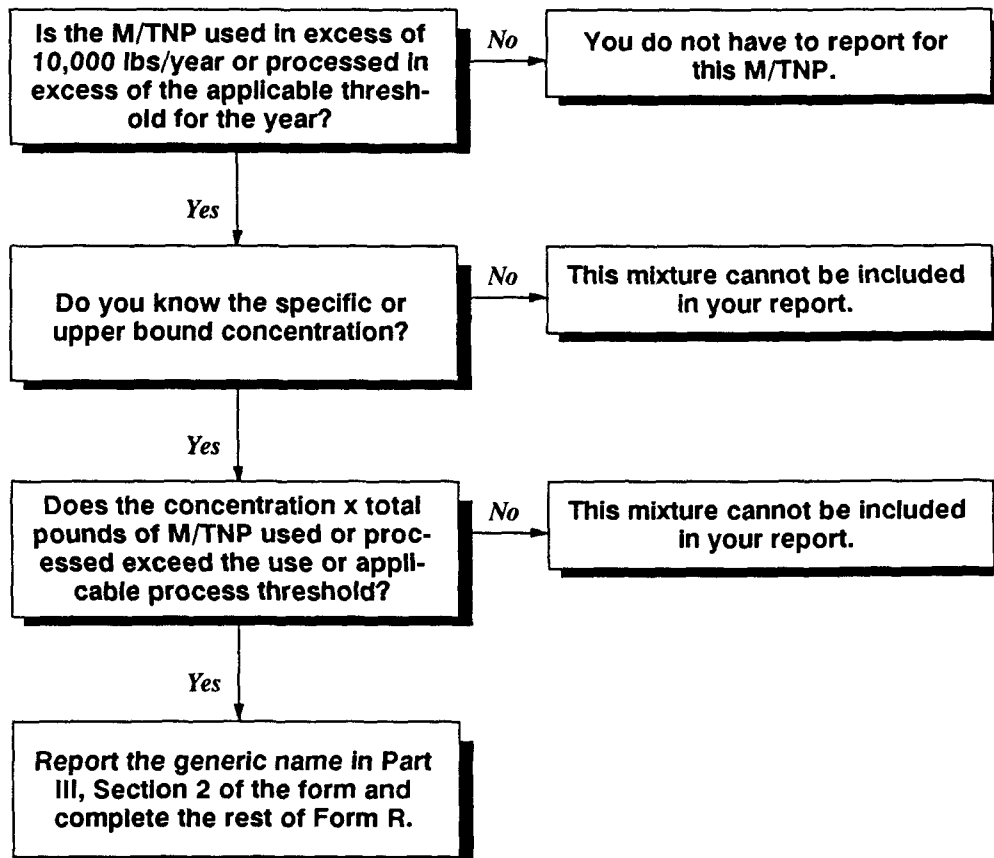 Is the M/TNP used in excess of
10,000 lbs/year or processed in
excess of the applicable thresh-
old for the year?
No
You do not have to report for
this M/TNP.
Yes
Do you know the specific or
upper bound concentration?
No
This mixture cannot be included
in your report.
Yes
Does the concentration x total
pounds of M/TNP used or proc-
essed exceed the use or appli-
cable process threshold?
No
This mixture cannot be included
in your report.
Yes
Report the generic name in Part
III, Section 2 of the form and
complete the rest of Form R.